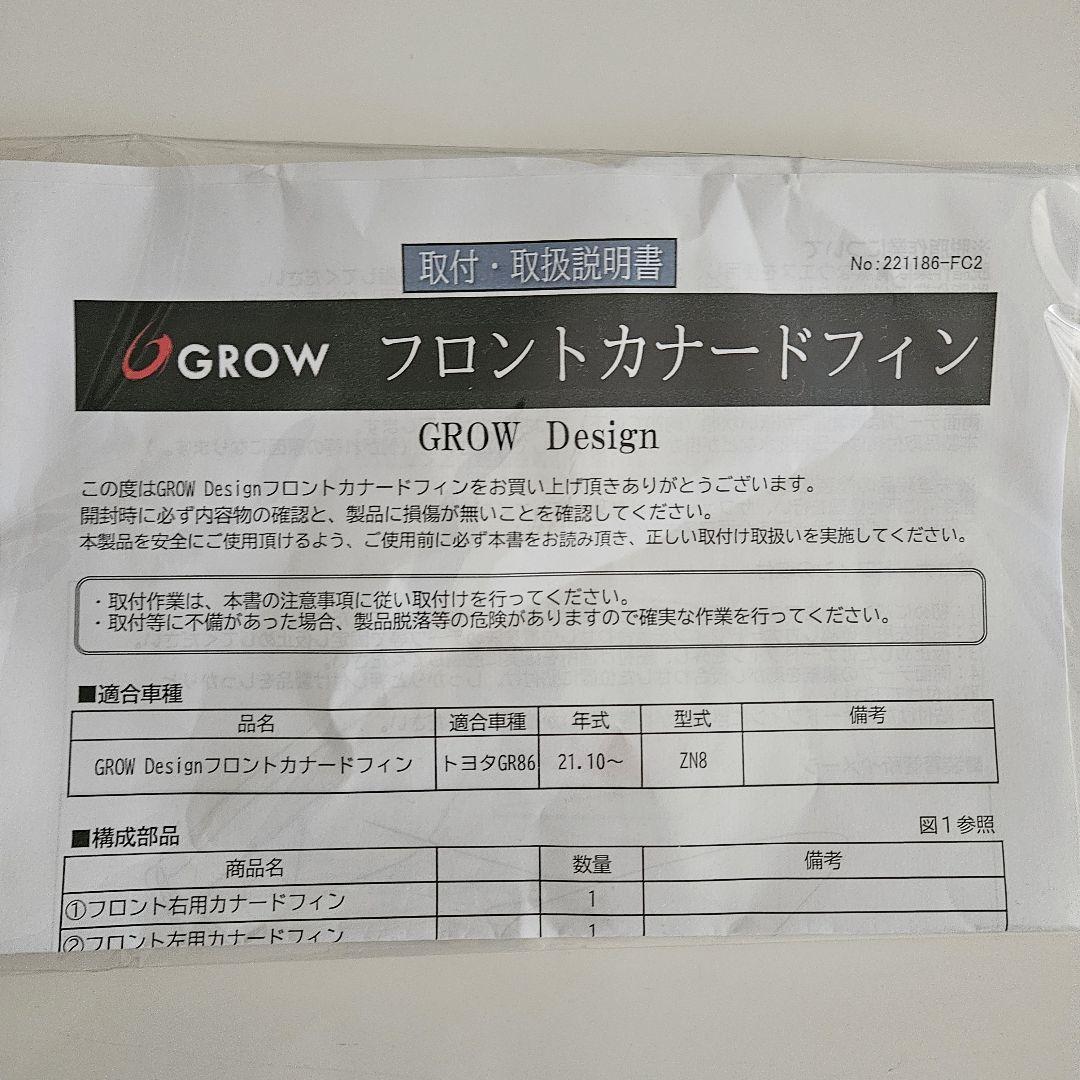 取付・取扱説明書
No:221186-FC2
GROW フロントカナードフィン
GROW Design
この度はGROW Designフロントカナードフィンをお買い上げ頂きありがとうございます。
開封時に必ず内容物の確認と、製品に損傷が無いことを確認してください。
本製品を安全にご使用頂けるよう、ご使用前に必ず本書をお読み頂き、正しい取付け取扱いを実施してください。
・取付作業は、本書の注意事項に従い取付けを行ってください。
・取付等に不備があった場合、製品脱落等の危険がありますので確実な作業を行ってください。
■適合車種
品名 適合車種 年式 型式 備考
GROW Designフロントカナードフィン トヨタGR86 21.10～ ZN8
■構成部品 図1参照
商品名 数量 備考
①フロント右用カナードフィン 1
②フロント左用カナードフィン 1